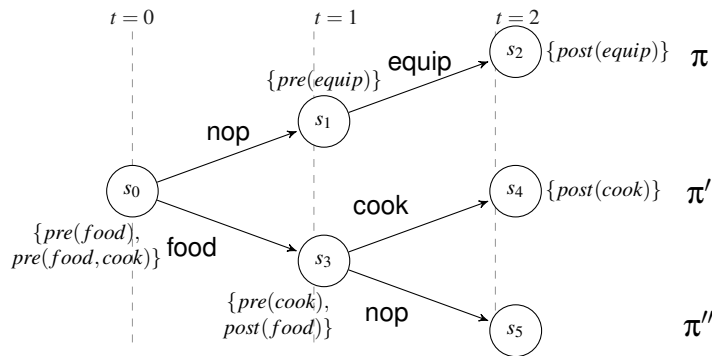 t = 0
t = 1
t = 2
s0
{pre(food),
pre(food,cook)}
nop
food
{pre(equip)}
s1
equip
s2
{post(equip)}
π
s3
{pre(cook),
post(food)}
cook
s4
{post(cook)}
π′
nop
s5
π′′